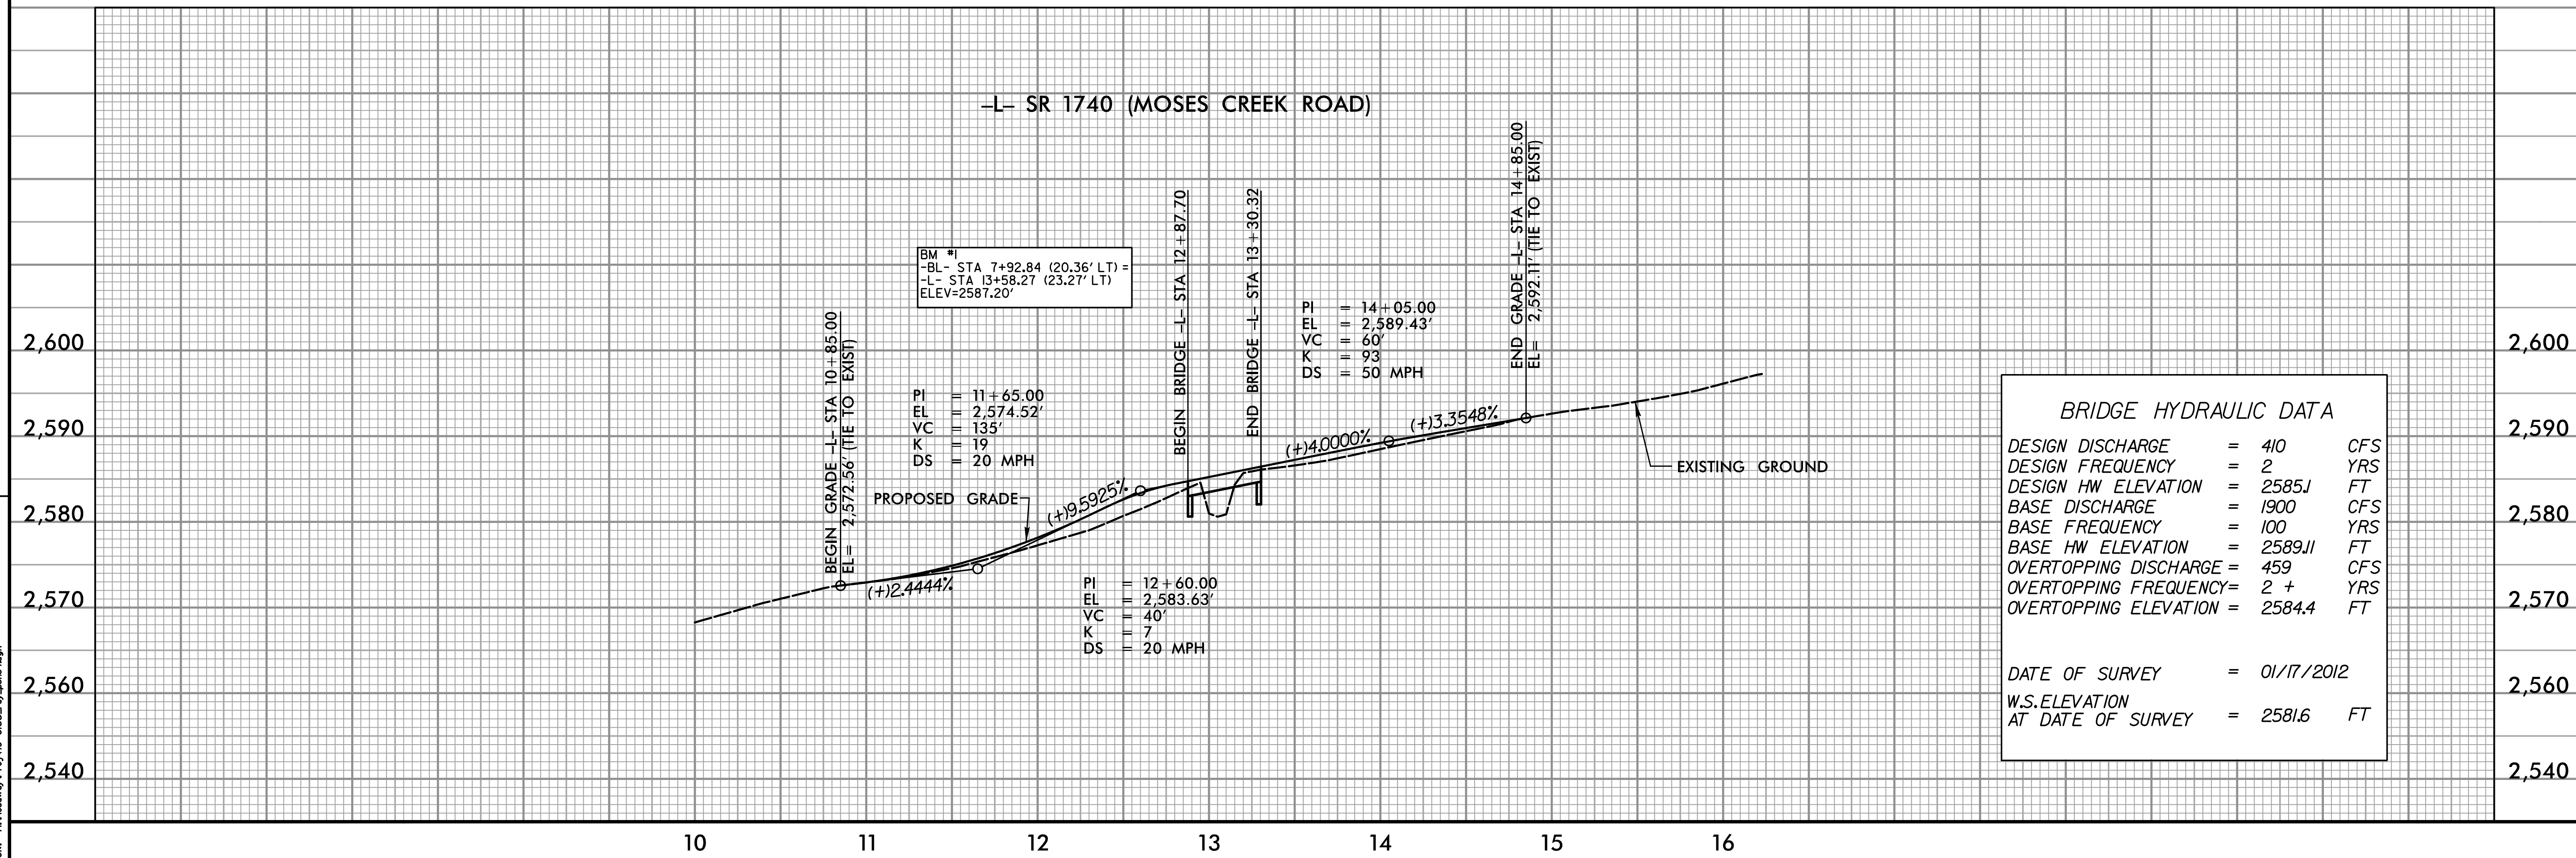 –L– SR 1740 (MOSES CREEK ROAD)
BM #1
-BL- STA 7+92.84 (20.36' LT) =
-L- STA 13+58.27 (23.27' LT)
ELEV=2587.20'
BEGIN GRADE –L– STA 10+85.00
EL= 2,572.56' (TIE TO EXIST)
PI = 11+65.00
EL = 2,574.52'
VC = 135'
K = 19
DS = 20 MPH
PROPOSED GRADE
(+)2.4444%
(+)9.5925%
BEGIN BRIDGE –L– STA 12+87.70
END BRIDGE –L– STA 13+30.32
PI = 12+60.00
EL = 2,583.63'
VC = 40'
K = 7
DS = 20 MPH
PI = 14+05.00
EL = 2,589.43'
VC = 60'
K = 93
DS = 50 MPH
(+)4.0000%
(+)3.3548%
END GRADE –L– STA 14+85.00
EL= 2,592.11' (TIE TO EXIST)
EXISTING GROUND
BRIDGE HYDRAULIC DATA
DESIGN DISCHARGE = 410 CFS
DESIGN FREQUENCY = 2 YRS
DESIGN HW ELEVATION = 2585.1 FT
BASE DISCHARGE = 1900 CFS
BASE FREQUENCY = 100 YRS
BASE HW ELEVATION = 2589.11 FT
OVERTOPPING DISCHARGE = 459 CFS
OVERTOPPING FREQUENCY= 2 + YRS
OVERTOPPING ELEVATION = 2584.4 FT
DATE OF SURVEY = 01/17/2012
W.S.ELEVATION
AT DATE OF SURVEY = 2581.6 FT
2,600
2,590
2,580
2,570
2,560
2,540
2,600
2,590
2,580
2,570
2,560
2,540
10 11 12 13 14 15 16